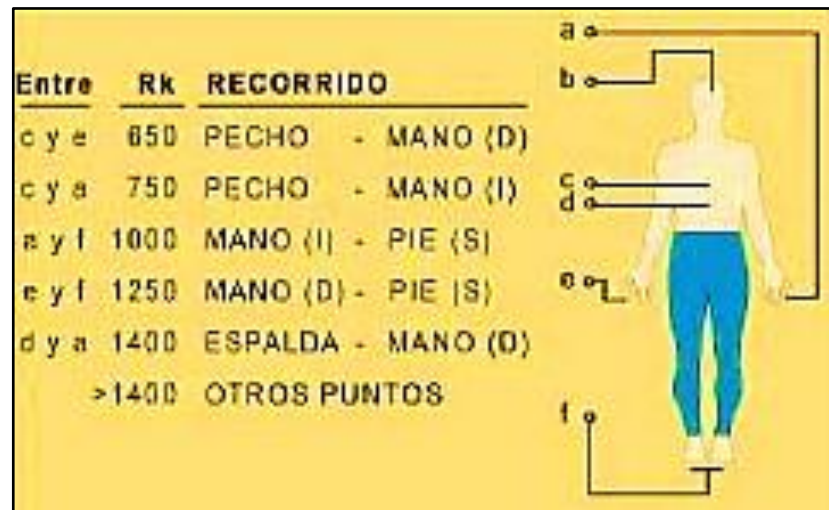 Entre Rk RECORRIDO
c y e 650 PECHO - MANO (D)
c y a 750 PECHO - MANO (I)
a y f 1000 MANO (I) - PIE (S)
e y f 1250 MANO (D) - PIE (S)
d y a 1400 ESPALDA - MANO (D)
>1400 OTROS PUNTOS
a
b
c
d
e
f